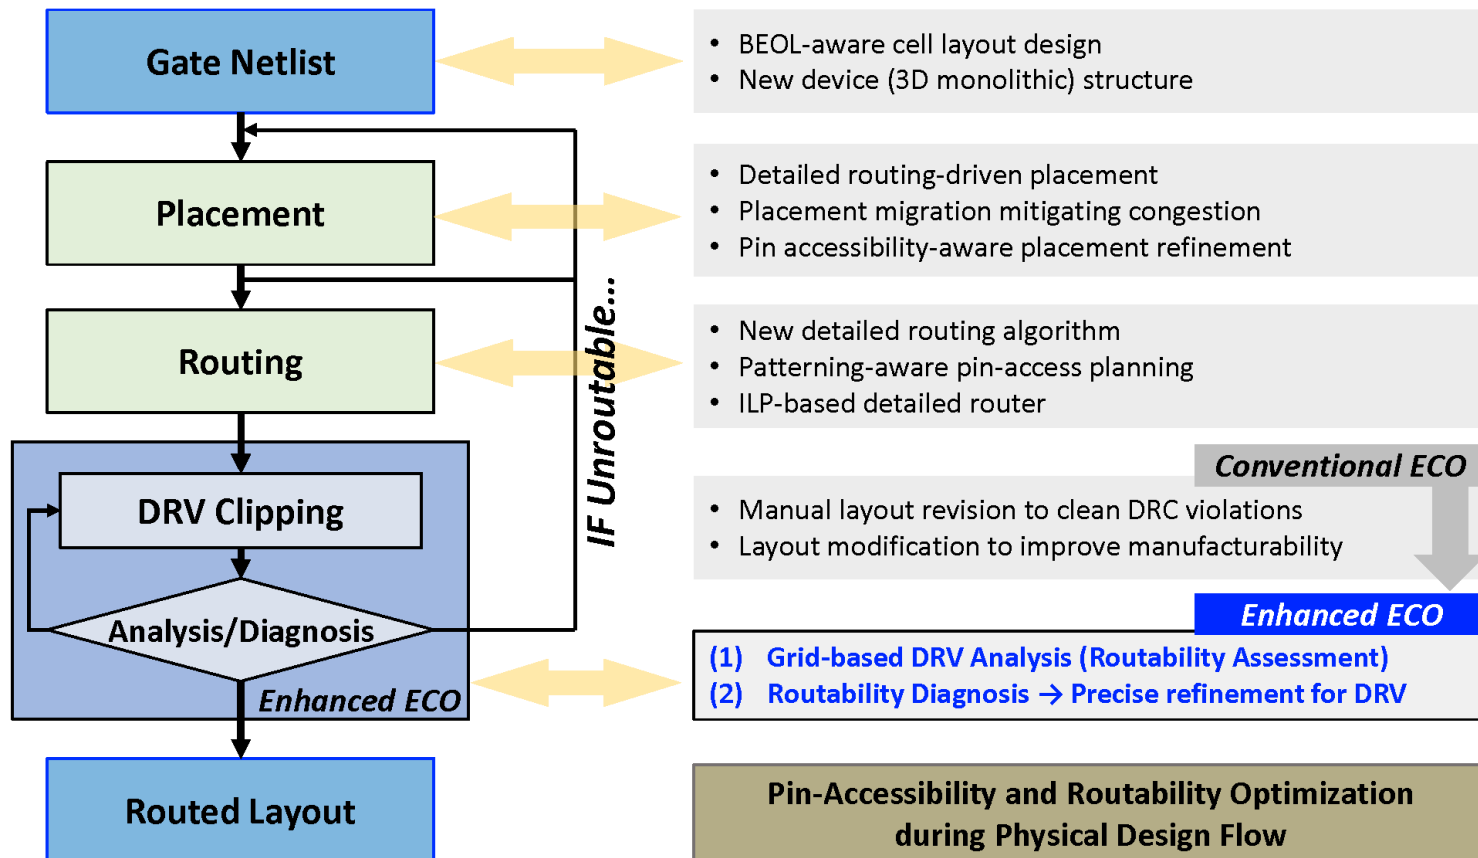 Gate Netlist
• BEOL-aware cell layout design
• New device (3D monolithic) structure
Placement
• Detailed routing-driven placement
• Placement migration mitigating congestion
• Pin accessibility-aware placement refinement
Routing
• New detailed routing algorithm
• Patterning-aware pin-access planning
• ILP-based detailed router
IF Unroutable...
Conventional ECO
DRV Clipping
• Manual layout revision to clean DRC violations
• Layout modification to improve manufacturability
Analysis/Diagnosis
Enhanced ECO
Enhanced ECO
(1) Grid-based DRV Analysis (Routability Assessment)
(2) Routability Diagnosis → Precise refinement for DRV
Routed Layout
Pin-Accessibility and Routability Optimization
during Physical Design Flow